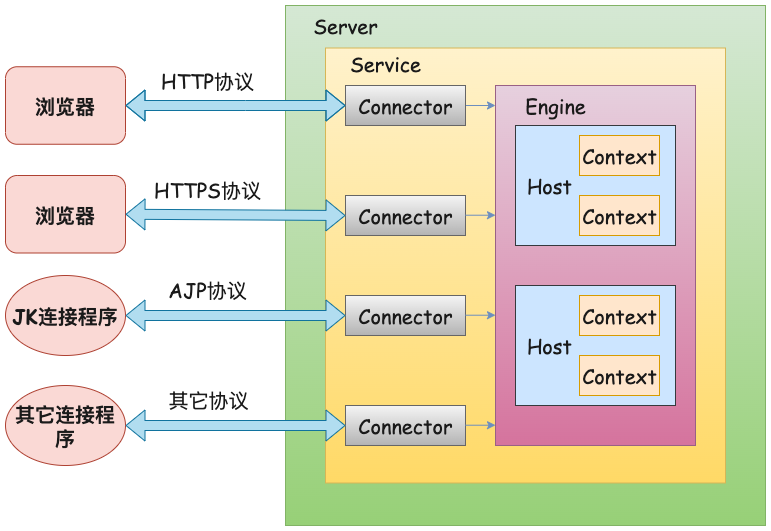 Server
Service
HTTP协议
浏览器
Connector
Engine
Context
Host
Context
HTTPS协议
浏览器
Connector
AJP协议
JK连接程序
Connector
Context
Host
Context
其它协议
其它连接程
序
Connector